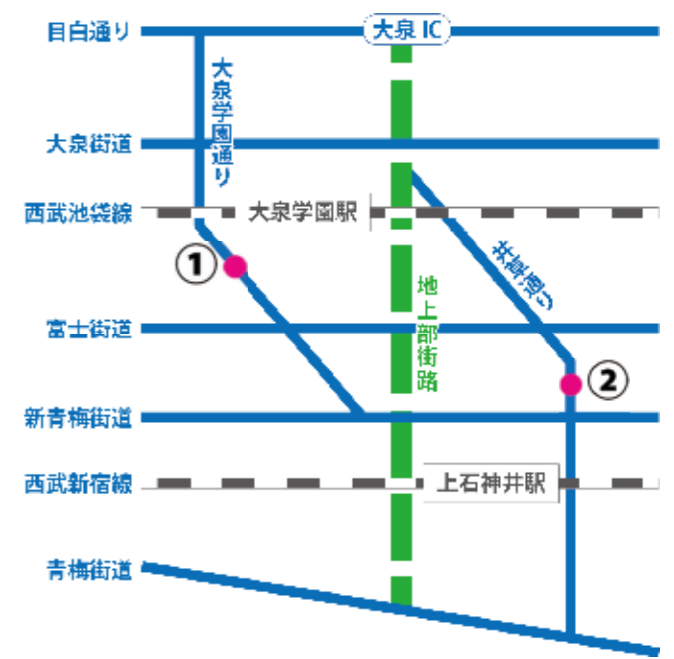 目白通り
大泉 IC
大泉学園通り
大泉街道
西武池袋線
大泉学園駅
井草通り
①
地上部街路
富士街道
②
新青梅街道
西武新宿線
上石神井駅
青梅街道